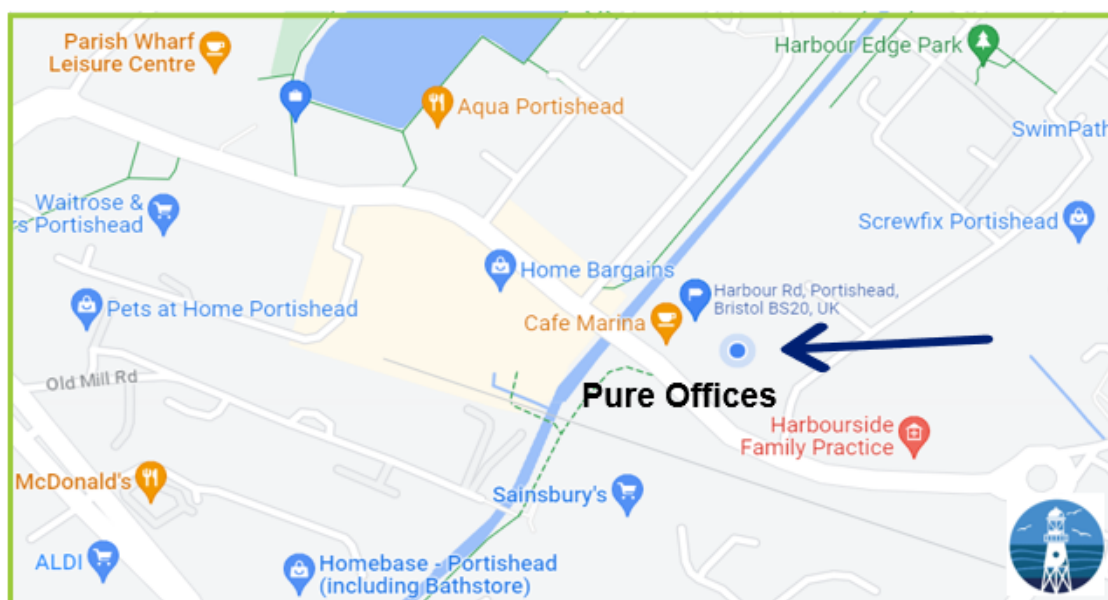 Parish Wharf
Leisure Centre
Harbour Edge Park
Aqua Portishead
SwimPath
Waitrose &
rs Portishead
Screwfix Portishead
Home Bargains
Pets at Home Portishead
Harbour Rd, Portishead,
Bristol BS20, UK
Cafe Marina
Old Mill Rd
Pure Offices
Harbourside
Family Practice
McDonald's
Sainsbury's
ALDI
Homebase - Portishead
(including Bathstore)